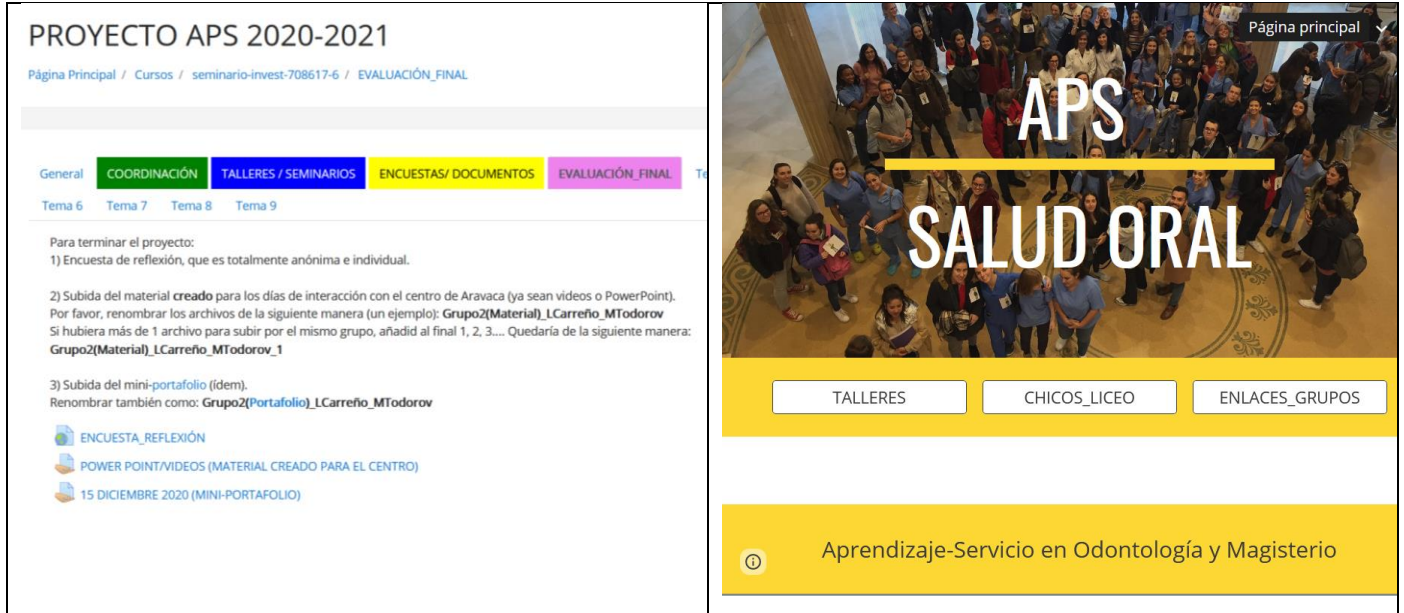 PROYECTO APS 2020-2021
Página Principal / Cursos / seminario-invest-708617-6 / EVALUACIÓN_FINAL
General COORDINACIÓN TALLERES / SEMINARIOS ENCUESTAS/ DOCUMENTOS EVALUACIÓN_FINAL Te
Tema 6 Tema 7 Tema 8 Tema 9
Para terminar el proyecto:
1) Encuesta de reflexión, que es totalmente anónima e individual.
2) Subida del material creado para los días de interacción con el centro de Aravaca (ya sean videos o PowerPoint).
Por favor, renombrar los archivos de la siguiente manera (un ejemplo): Grupo2(Material)_LCarreño_MTodorov
Si hubiera más de 1 archivo para subir por el mismo grupo, añadid al final 1, 2, 3.... Quedaría de la siguiente manera:
Grupo2(Material)_LCarreño_MTodorov_1
3) Subida del mini-portafolio (ídem).
Renombrar también como: Grupo2(Portafolio)_LCarreño_MTodorov
ENCUESTA_REFLEXIÓN
POWER POINT/VIDEOS (MATERIAL CREADO PARA EL CENTRO)
15 DICIEMBRE 2020 (MINI-PORTAFOLIO)
Página principal
APS
SALUD ORAL
TALLERES CHICOS_LICEO ENLACES_GRUPOS
Aprendizaje-Servicio en Odontología y Magisterio